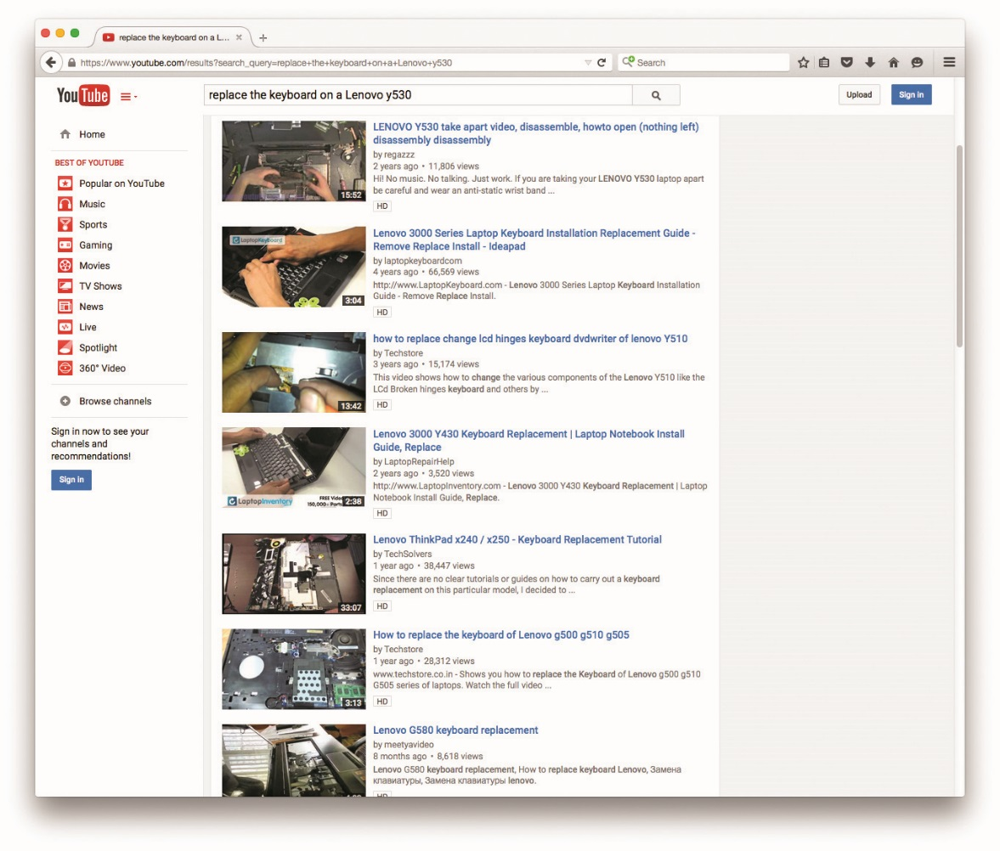 replace the keyboard on a L...
https://www.youtube.com/results?search_query=replace+the+keyboard+on+a+Lenovo+y530
Search
YouTube
replace the keyboard on a Lenovo y530
Upload
Sign in
Home
BEST OF YOUTUBE
Popular on YouTube
Music
Sports
Gaming
Movies
TV Shows
News
Live
Spotlight
360° Video
Browse channels
Sign in now to see your
channels and
recommendations!
Sign in
15:52
LENOVO Y530 take apart video, disassemble, howto open (nothing left)
disassembly disassembly
by regazzz
2 years ago • 11,806 views
Hi! No music. No talking. Just work. If you are taking your LENOVO Y530 laptop apart
be careful and wear an anti-static wrist band ...
HD
LaptopKeyboard
3:04
Lenovo 3000 Series Laptop Keyboard Installation Replacement Guide -
Remove Replace Install - Ideapad
by laptopkeyboardcom
4 years ago • 66,569 views
http://www.LaptopKeyboard.com - Lenovo 3000 Series Laptop Keyboard Installation
Guide - Remove Replace Install.
HD
13:42
how to replace change lcd hinges keyboard dvdwriter of lenovo Y510
by Techstore
3 years ago • 15,174 views
This video shows how to change the various components of the Lenovo Y510 like the
LCd Broken hinges keyboard and others by ...
HD
LaptopInventory
FREE Video
150,000+ Parts
2:38
Lenovo 3000 Y430 Keyboard Replacement | Laptop Notebook Install
Guide, Replace
by LaptopRepairHelp
2 years ago • 3,520 views
http://www.LaptopInventory.com - Lenovo 3000 Y430 Keyboard Replacement | Laptop
Notebook Install Guide, Replace.
HD
33:07
Lenovo ThinkPad x240 / x250 - Keyboard Replacement Tutorial
by TechSolvers
1 year ago • 38,447 views
Since there are no clear tutorials or guides on how to carry out a keyboard
replacement on this particular model, I decided to ...
HD
3:13
How to replace the keyboard of Lenovo g500 g510 g505
by Techstore
1 year ago • 28,312 views
www.techstore.co.in - Shows you how to replace the Keyboard of Lenovo g500 g510
G505 series of laptops. Watch the full video ...
HD
Lenovo G580 keyboard replacement
by meetyavideo
8 months ago • 8,618 views
Lenovo G580 keyboard replacement, How to replace keyboard Lenovo, Замена
клавиатуры, Замена клавиатуры lenovo.
HD